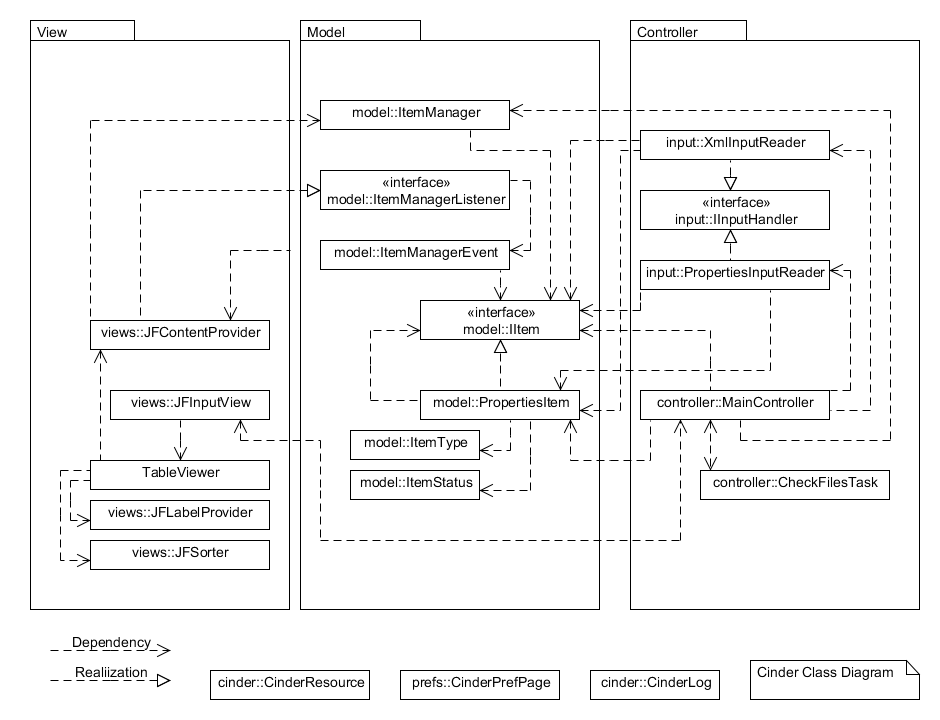 View
Model
Controller
model::ItemManager
input::XmlInputReader
«interface»
model::ItemManagerListener
«interface»
input::IInputHandler
model::ItemManagerEvent
input::PropertiesInputReader
«interface»
model::IItem
views::JFContentProvider
views::JFInputView
model::PropertiesItem
controller::MainController
model::ItemType
TableViewer
model::ItemStatus
controller::CheckFilesTask
views::JFLabelProvider
views::JFSorter
Dependency
Realiization
cinder::CinderResource
prefs::CinderPrefPage
cinder::CinderLog
Cinder Class Diagram